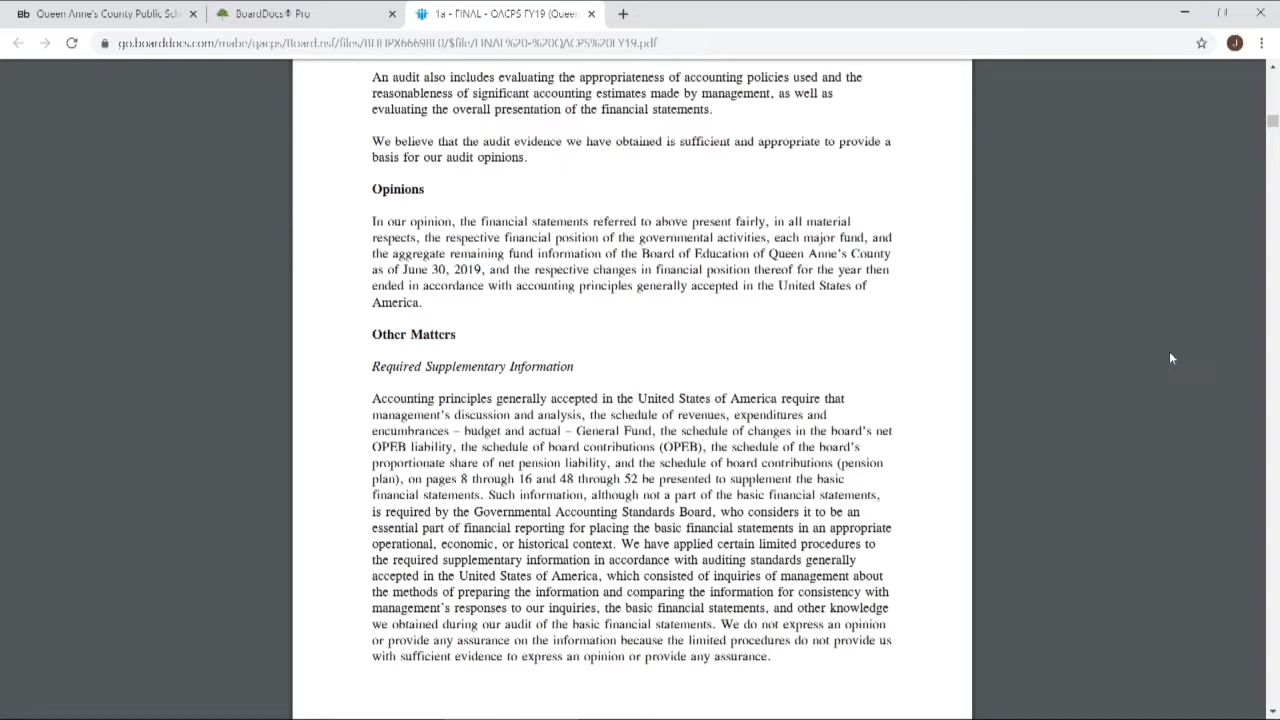 Bb Queen Anne's County Public Sch
BoardDocs® Pro
1a - FINAL - QACPS FY19 (Queen
An audit also includes evaluating the appropriateness of accounting policies used and the
reasonableness of significant accounting estimates made by management, as well as
evaluating the overall presentation of the financial statements.
We believe that the audit evidence we have obtained is sufficient and appropriate to provide a
basis for our audit opinions.
Opinions
In our opinion, the financial statements referred to above present fairly, in all material
respects, the respective financial position of the governmental activities, each major fund, and
the aggregate remaining fund information of the Board of Education of Queen Anne's County
as of June 30, 2019, and the respective changes in financial position thereof for the year then
ended in accordance with accounting principles generally accepted in the United States of
America.
Other Matters
Required Supplementary Information
Accounting principles generally accepted in the United States of America require that
management's discussion and analysis, the schedule of revenues, expenditures and
encumbrances – budget and actual – General Fund, the schedule of changes in the board's net
OPEB liability, the schedule of board contributions (OPEB), the schedule of the board's
proportionate share of net pension liability, and the schedule of board contributions (pension
plan), on pages 8 through 16 and 48 through 52 be presented to supplement the basic
financial statements. Such information, although not a part of the basic financial statements,
is required by the Governmental Accounting Standards Board, who considers it to be an
essential part of financial reporting for placing the basic financial statements in an appropriate
operational, economic, or historical context. We have applied certain limited procedures to
the required supplementary information in accordance with auditing standards generally
accepted in the United States of America, which consisted of inquiries of management about
the methods of preparing the information and comparing the information for consistency with
management's responses to our inquiries, the basic financial statements, and other knowledge
we obtained during our audit of the basic financial statements. We do not express an opinion
or provide any assurance on the information because the limited procedures do not provide us
with sufficient evidence to express an opinion or provide any assurance.